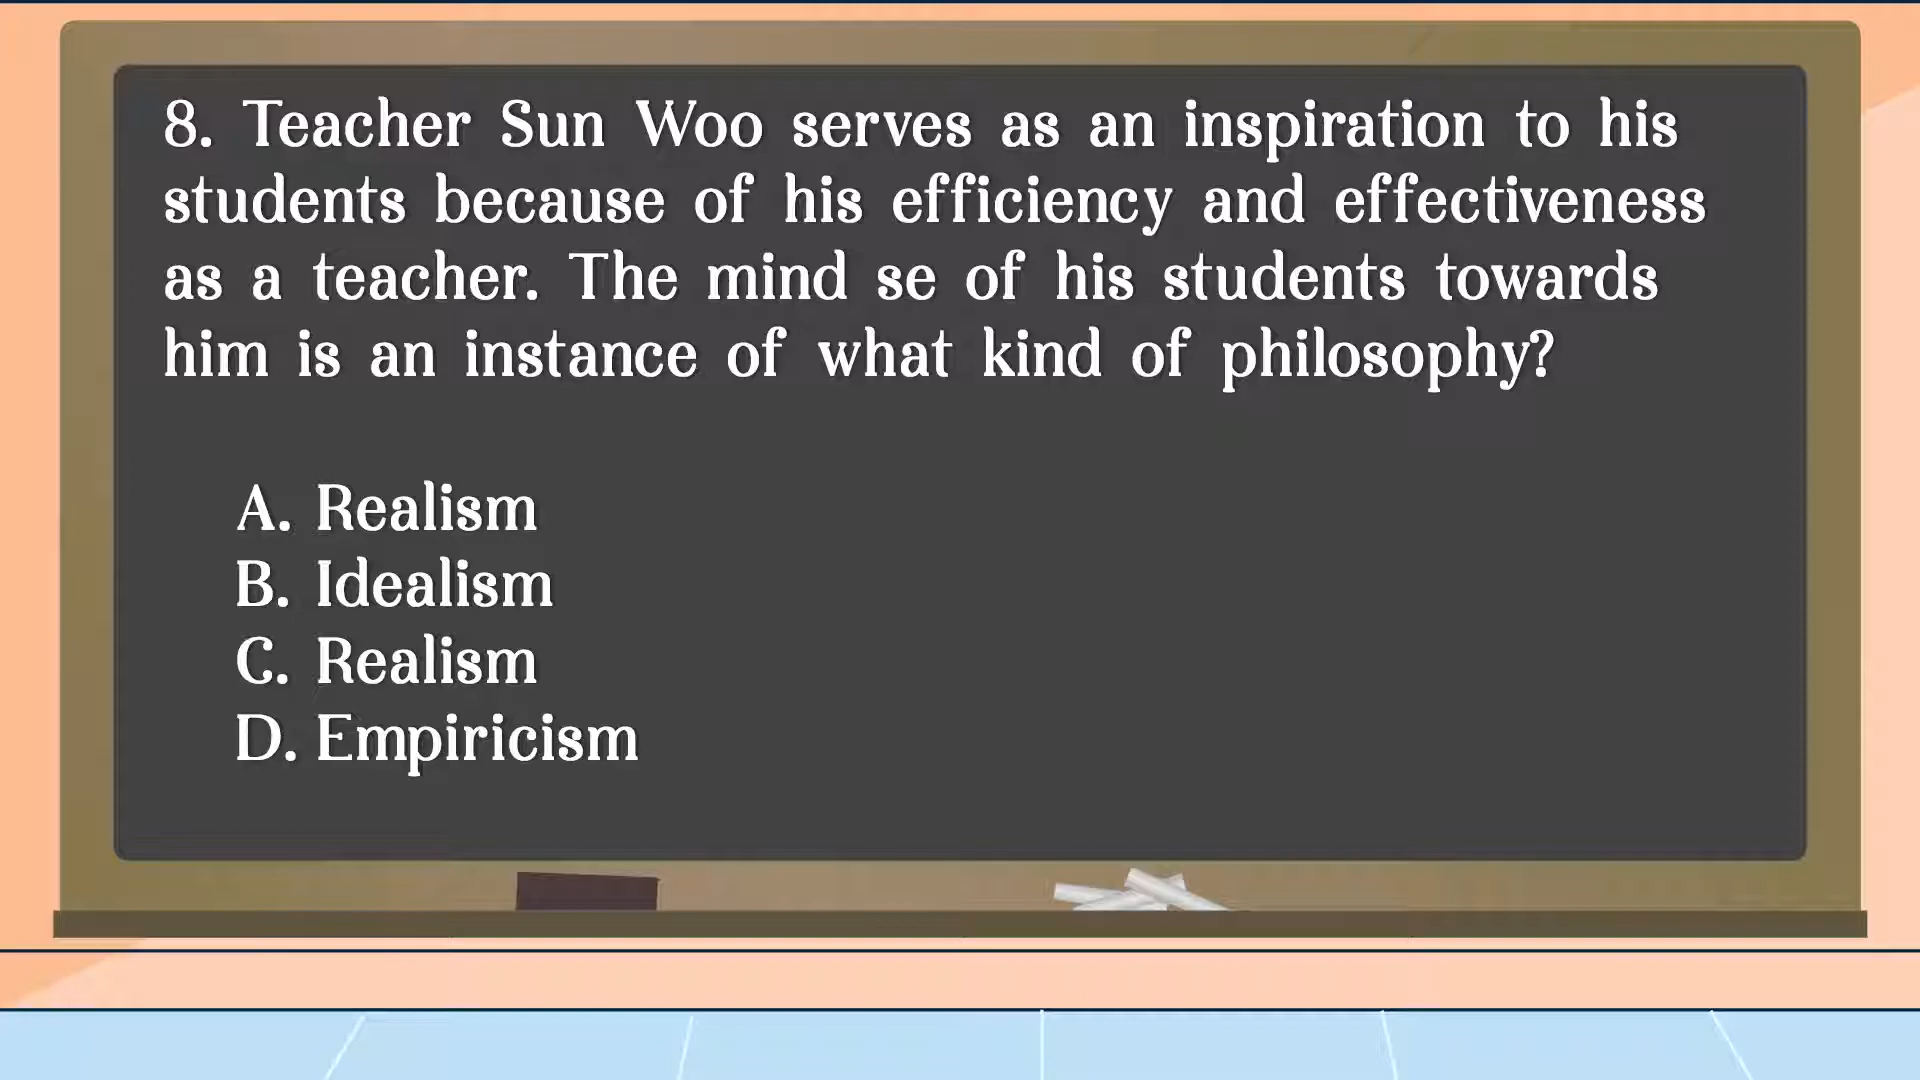 8. Teacher Sun Woo serves as an inspiration to his
students because of his efficiency and effectiveness
as a teacher. The mind se of his students towards
him is an instance of what kind of philosophy?
A. Realism
B. Idealism
C. Realism
D. Empiricism